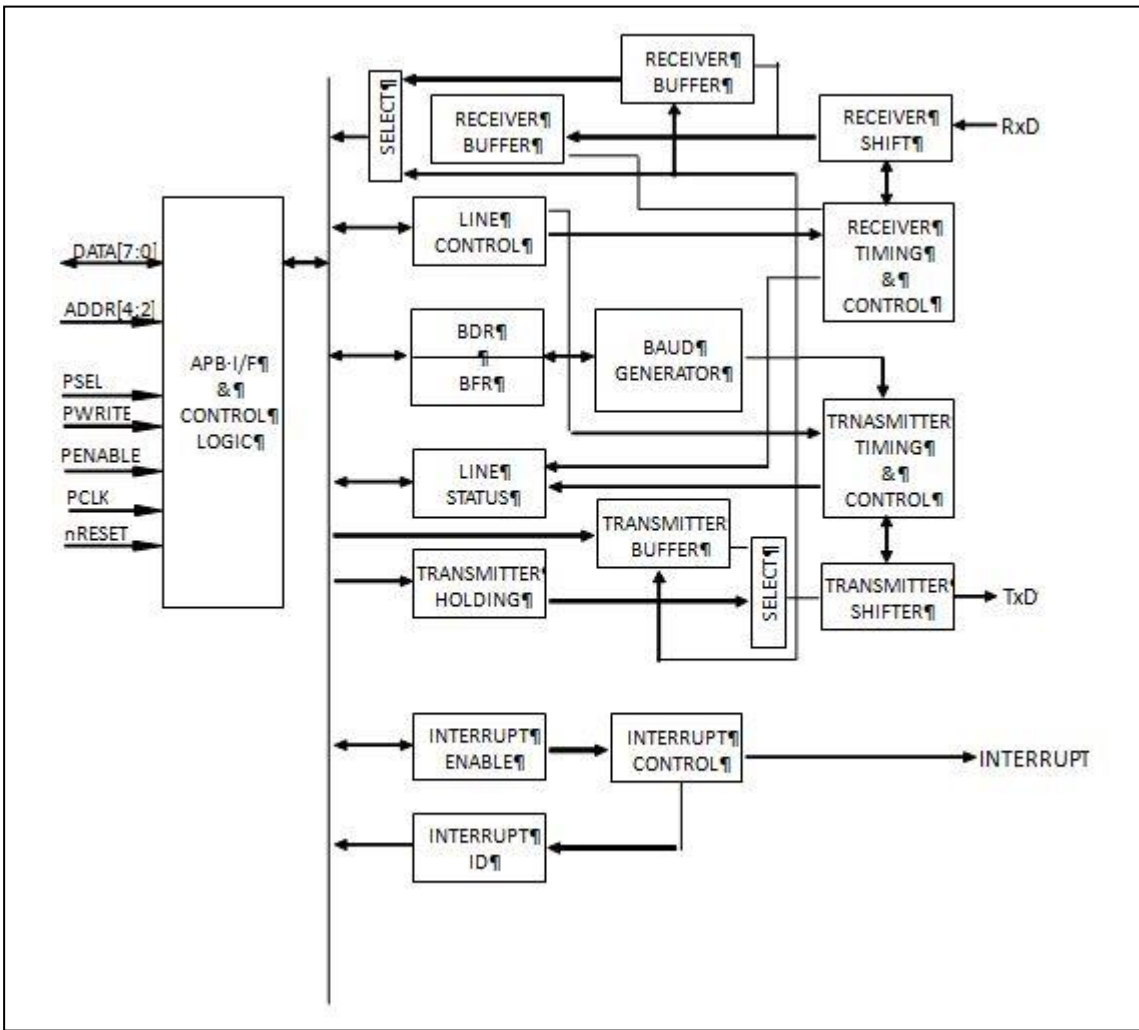 RECEIVER¶
BUFFER¶
SELECT¶
RECEIVER¶
BUFFER¶
RECEIVER¶
SHIFT¶
RxD
LINE¶
CONTROL¶
RECEIVER¶
TIMING¶
&¶
CONTROL¶
DATA[7:0]
ADDR[4:2]
PSEL
PWRITE
PENABLE
PCLK
nRESET
APB·I/F¶
&¶
CONTROL¶
LOGIC¶
BDR¶
¶
BFR¶
BAUD¶
GENERATOR¶
TRNASMITTER
TIMING¶
&¶
CONTROL¶
LINE¶
STATUS¶
TRANSMITTER
BUFFER¶
TRANSMITTER¶
HOLDING¶
SELECT¶
TRANSMITTER¶
SHIFTER¶
TxD
INTERRUPT¶
ENABLE¶
INTERRUPT¶
CONTROL¶
INTERRUPT
INTERRUPT¶
ID¶